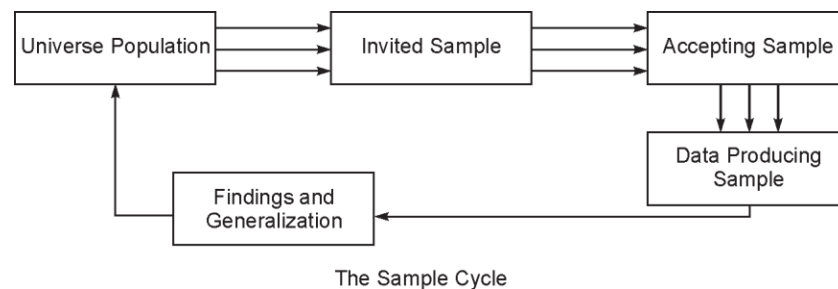 Universe Population
Invited Sample
Accepting Sample
Data Producing
Sample
Findings and
Generalization
The Sample Cycle